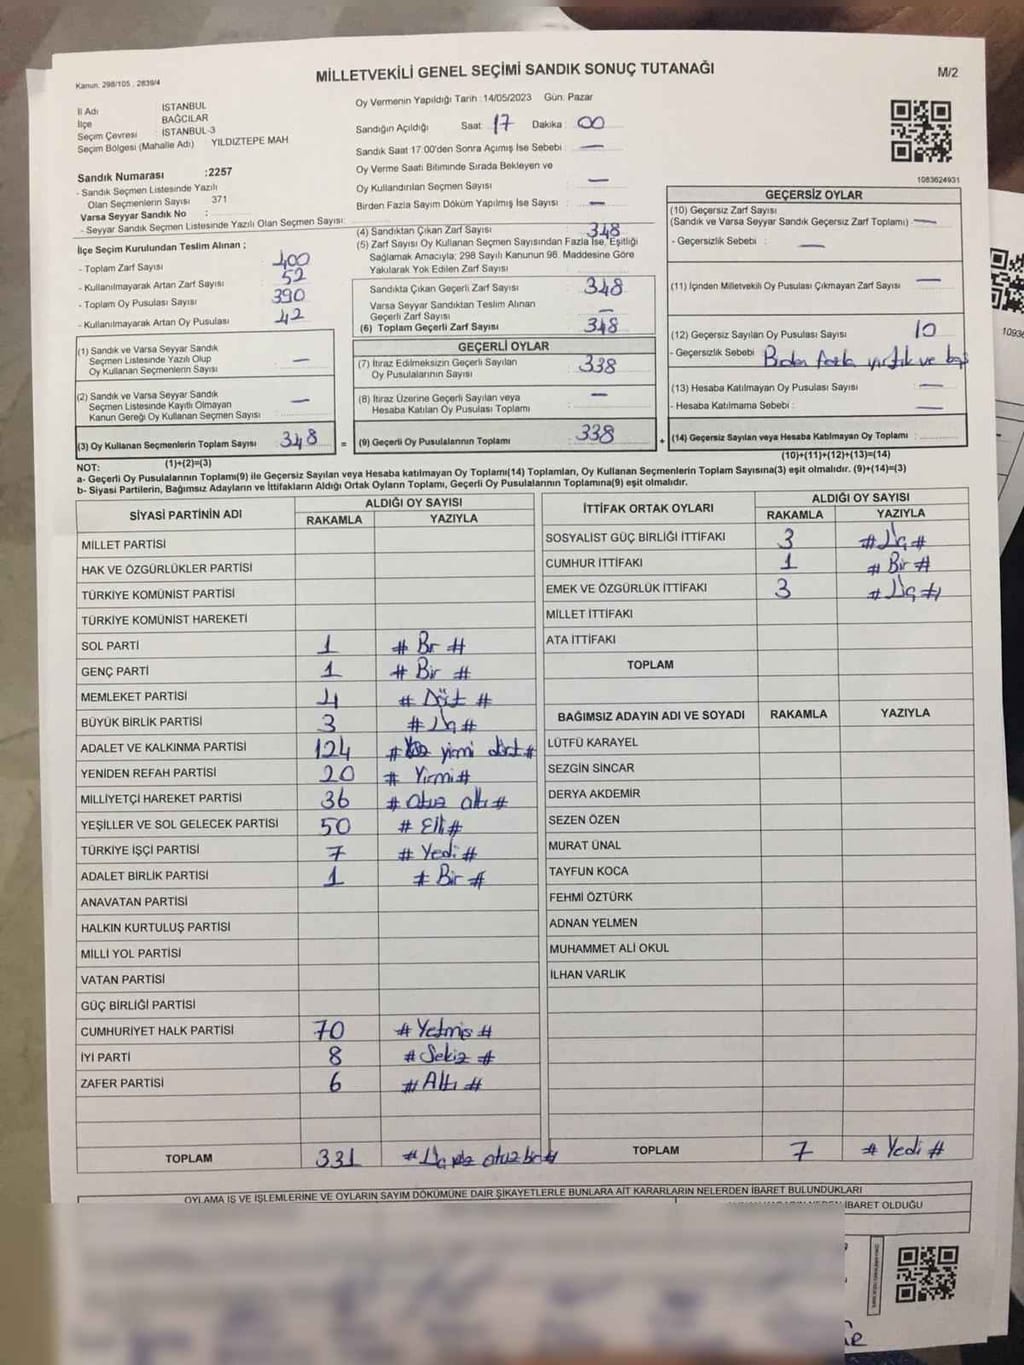 Kanun: 298/105 , 2839/4
MİLLETVEKİLİ GENEL SEÇİMİ SANDIK SONUÇ TUTANAĞI
M/2
İl Adı : İSTANBUL
İlçe : BAĞCILAR
Seçim Çevresi : İSTANBUL-3
Seçim Bölgesi (Mahalle Adı) YILDIZTEPE MAH
Oy Vermenin Yapıldığı Tarih :14/05/2023 Gün: Pazar
Sandığın Açıldığı Saat: 17 Dakika : 00
Sandık Saat 17:00'den Sonra Açımış İse Sebebi : —
Oy Verme Saati Bitiminde Sırada Bekleyen ve
Oy Kullandırılan Seçmen Sayısı —
Birden Fazla Sayım Döküm Yapılmış İse Sayısı : —
1083624931
Sandık Numarası :2257
- Sandık Seçmen Listesinde Yazılı
Olan Seçmenlerin Sayısı 371
Varsa Seyyar Sandık No :
- Seyyar Sandık Seçmen Listesinde Yazılı Olan Seçmen Sayısı:
İlçe Seçim Kurulundan Teslim Alınan ;
- Toplam Zarf Sayısı 400
- Kullanılmayarak Artan Zarf Sayısı 52
- Toplam Oy Pusulası Sayısı 390
- Kullanılmayarak Artan Oy Pusulası 42
(1) Sandık ve Varsa Seyyar Sandık
Seçmen Listesinde Yazılı Olup
Oy Kullanan Seçmenlerin Sayısı —
(2) Sandık ve Varsa Seyyar Sandık
Seçmen Listesinde Kayıtlı Olmayan
Kanun Gereği Oy Kullanan Seçmen Sayısı —
(3) Oy Kullanan Seçmenlerin Toplam Sayısı 348
(1)+(2)=(3)
(4) Sandıktan Çıkan Zarf Sayısı 348
(5) Zarf Sayısı Oy Kullanan Seçmen Sayısından Fazla İse, Eşitliği
Sağlamak Amacıyla; 298 Sayılı Kanunun 98. Maddesine Göre
Yakılarak Yok Edilen Zarf Sayısı
Sandıkta Çıkan Geçerli Zarf Sayısı 348
Varsa Seyyar Sandıktan Teslim Alınan
Geçerli Zarf Sayısı —
(6) Toplam Geçerli Zarf Sayısı 348
GEÇERLİ OYLAR
(7) İtiraz Edilmeksizin Geçerli Sayılan
Oy Pusulalarının Sayısı 338
(8) İtiraz Üzerine Geçerli Sayılan veya
Hesaba Katılan Oy Pusulası Toplamı —
= (9) Geçerli Oy Pusulalarının Toplamı 338
GEÇERSİZ OYLAR
(10) Geçersiz Zarf Sayısı
(Sandık ve Varsa Seyyar Sandık Geçersiz Zarf Toplamı) —
- Geçersizlik Sebebi : —
(11) İçinden Milletvekili Oy Pusulası Çıkmayan Zarf Sayısı —
(12) Geçersiz Sayılan Oy Pusulası Sayısı 10
- Geçersizlik Sebebi yırtık ve
(13) Hesaba Katılmayan Oy Pusulası Sayısı —
- Hesaba Katılmama Sebebi : —
+ (14) Geçersiz Sayılan veya Hesaba Katılmayan Oy Toplamı :
(10)+(11)+(12)+(13)=(14)
NOT:
a- Geçerli Oy Pusulalarının Toplamı(9) ile Geçersiz Sayılan veya Hesaba katılmayan Oy Toplamı(14) Toplamları, Oy Kullanan Seçmenlerin Toplam Sayısına(3) eşit olmalıdır. (9)+(14)=(3)
b- Siyasi Partilerin, Bağımsız Adayların ve İttifakların Aldığı Ortak Oyların Toplamı, Geçerli Oy Pusulalarının Toplamına(9) eşit olmalıdır.
SİYASİ PARTİNİN ADI ALDIĞI OY SAYISI
RAKAMLA YAZIYLA
MİLLET PARTİSİ
HAK VE ÖZGÜRLÜKLER PARTİSİ
TÜRKİYE KOMÜNİST PARTİSİ
TÜRKİYE KOMÜNİST HAREKETİ
SOL PARTİ 1 # Br #
GENÇ PARTİ 1 # Bir #
MEMLEKET PARTİSİ 4 # Döt #
BÜYÜK BİRLİK PARTİSİ 3 # Üç #
ADALET VE KALKINMA PARTİSİ 124 # Yüz yirmi dört #
YENİDEN REFAH PARTİSİ 20 # Yirmi #
MİLLİYETÇİ HAREKET PARTİSİ 36 # otuz altı #
YEŞİLLER VE SOL GELECEK PARTİSİ 50 # Elli #
TÜRKİYE İŞÇİ PARTİSİ 7 # Yedi #
ADALET BİRLİK PARTİSİ 1 # Bir #
ANAVATAN PARTİSİ
HALKIN KURTULUŞ PARTİSİ
MİLLİ YOL PARTİSİ
VATAN PARTİSİ
GÜÇ BİRLİĞİ PARTİSİ
CUMHURİYET HALK PARTİSİ 70 # Yetmiş #
İYİ PARTİ 8 # Sekiz #
ZAFER PARTİSİ 6 # Altı #
TOPLAM 331 # Üç yüz otuz bir #
İTTİFAK ORTAK OYLARI ALDIĞI OY SAYISI
RAKAMLA YAZIYLA
SOSYALİST GÜÇ BİRLİĞİ İTTİFAKI 3 # Üç #
CUMHUR İTTİFAKI 1 # Bir #
EMEK VE ÖZGÜRLÜK İTTİFAKI 3 # Üç #
MİLLET İTTİFAKI
ATA İTTİFAKI
TOPLAM
BAĞIMSIZ ADAYIN ADI VE SOYADI RAKAMLA YAZIYLA
LÜTFÜ KARAYEL
SEZGİN SİNCAR
DERYA AKDEMİR
SEZEN ÖZEN
MURAT ÜNAL
TAYFUN KOCA
FEHMİ ÖZTÜRK
ADNAN YELMEN
MUHAMMET ALİ OKUL
İLHAN VARLIK
TOPLAM 7 # Yedi #
OYLAMA İŞ VE İŞLEMLERİNE VE OYLARIN SAYIM DÖKÜMÜNE DAİR ŞİKAYETLERLE BUNLARA AİT KARARLARIN NELERDEN İBARET BULUNDUKLARI
İBARET OLDUĞU